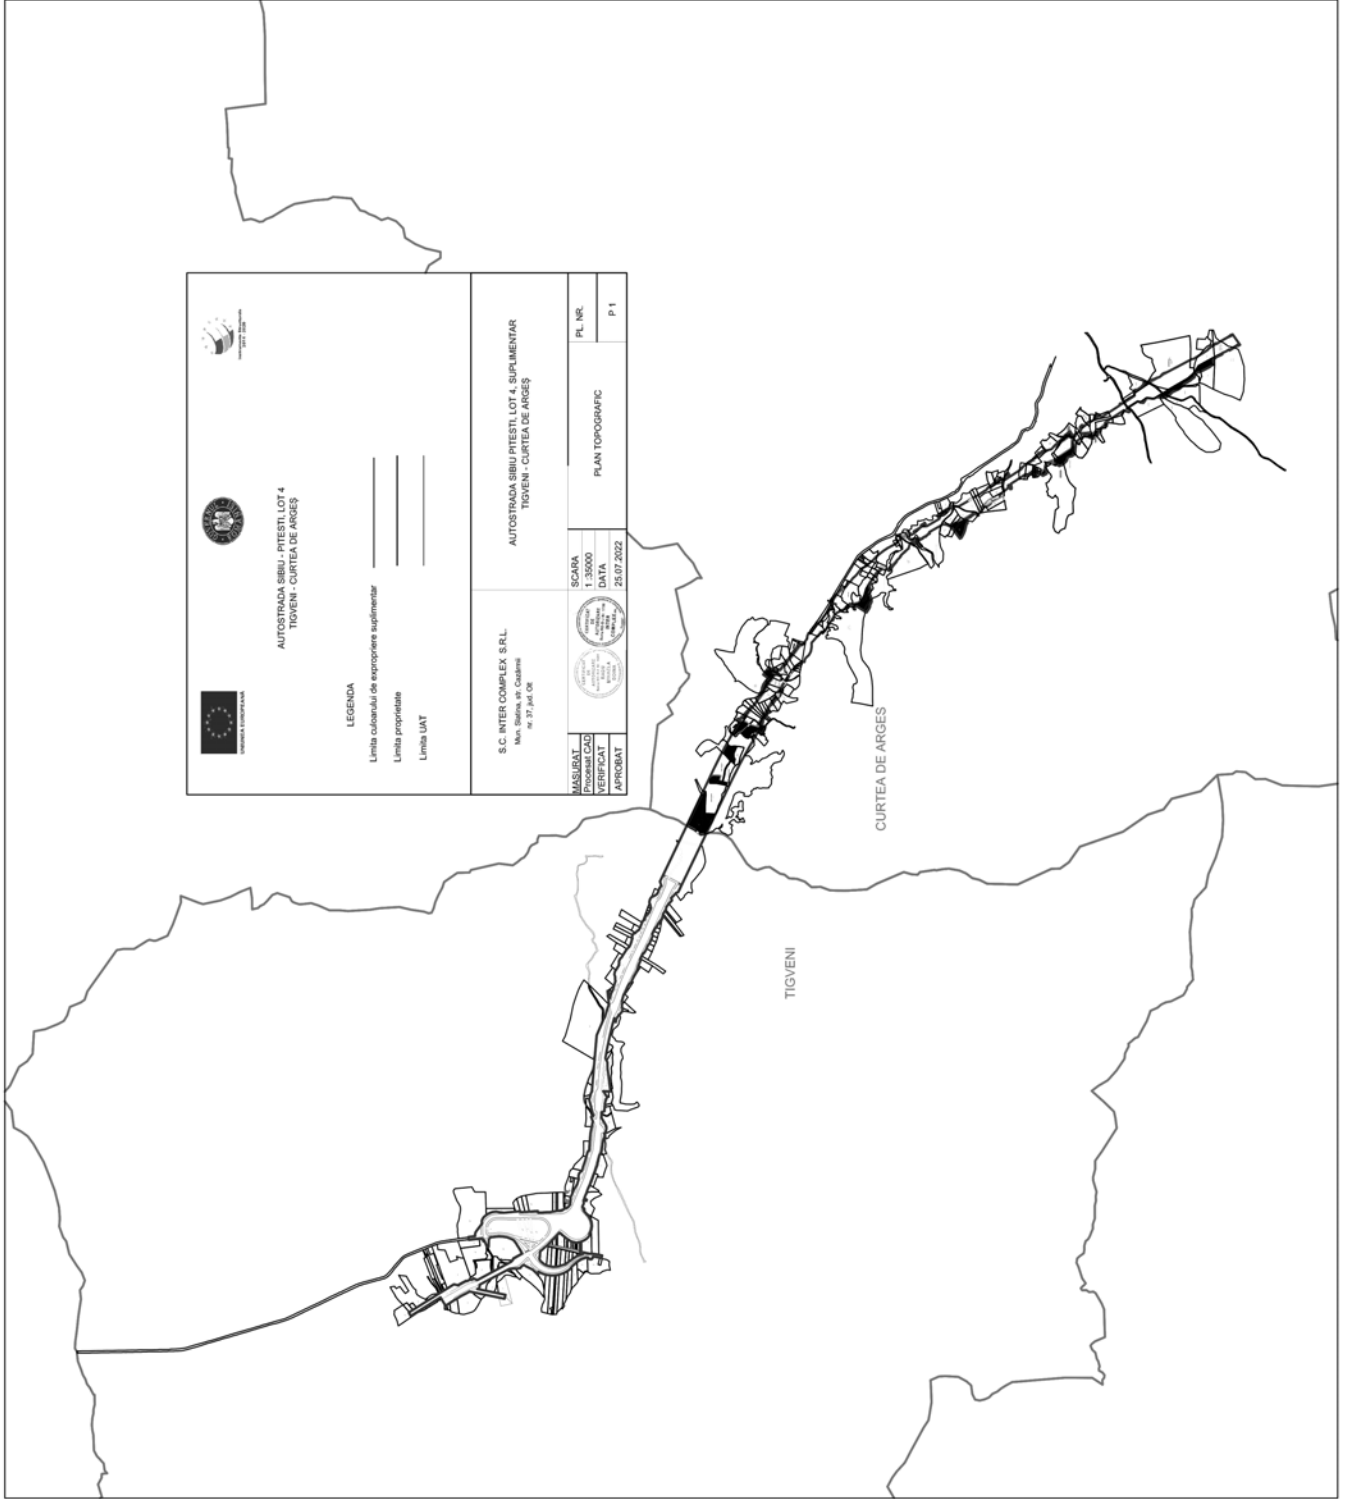 UNIUNEA EUROPEANĂ
AUTOSTRADA SIBIU - PITESTI, LOT 4
TIGVENI - CURTEA DE ARGEȘ
LEGENDA
Limita culoarului de expropriere suplimentar
Limita proprietate
Limita UAT
S.C. INTER COMPLEX S.R.L.
Mun. Slatina, str. Cazărmii
nr. 37, jud. Olt
AUTOSTRADA SIBIU PITESTI, LOT 4, SUPLIMENTAR
TIGVENI - CURTEA DE ARGEȘ
MASURAT
Procesat CAD
VERIFICAT
APROBAT
SCARA
1 :35000
DATA
25.07.2022
PLAN TOPOGRAFIC
PL. NR.
P 1
CURTEA DE ARGES
TIGVENI